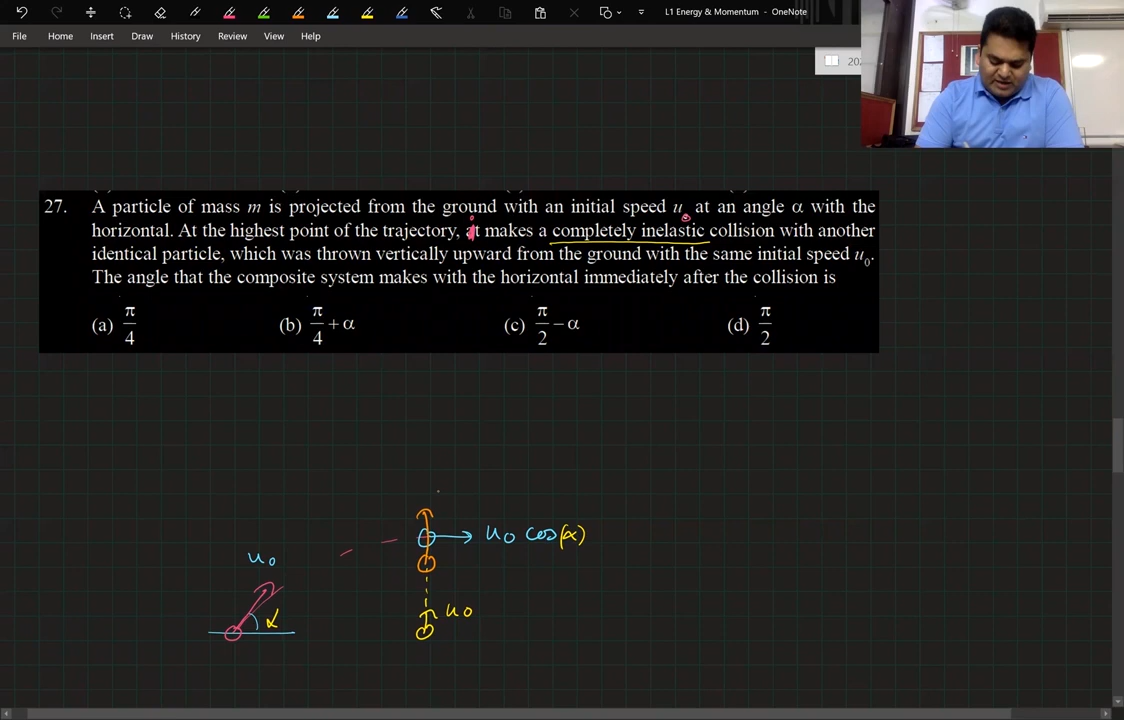 L1 Energy & Momentum - OneNote
File Home Insert Draw History Review View Help
27. A particle of mass m is projected from the ground with an initial speed u₀ at an angle α with the
horizontal. At the highest point of the trajectory, it makes a completely inelastic collision with another
identical particle, which was thrown vertically upward from the ground with the same initial speed u₀.
The angle that the composite system makes with the horizontal immediately after the collision is
(a) π/4 (b) π/4 + α (c) π/2 − α (d) π/2
u₀ cos(α)
u₀
α
u₀